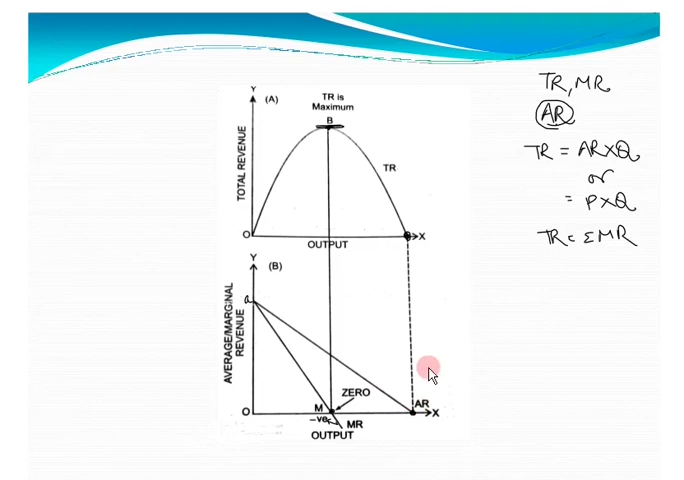 Y
(A)
TR is
Maximum
B
TOTAL REVENUE
TR
O
X
OUTPUT
Y
(B)
a
AVERAGE/MARGINAL
REVENUE
ZERO
M
AR
O
X
-ve
MR
OUTPUT
TR, MR
AR
TR = AR×Q
or
= P×Q
TR = ΣMR